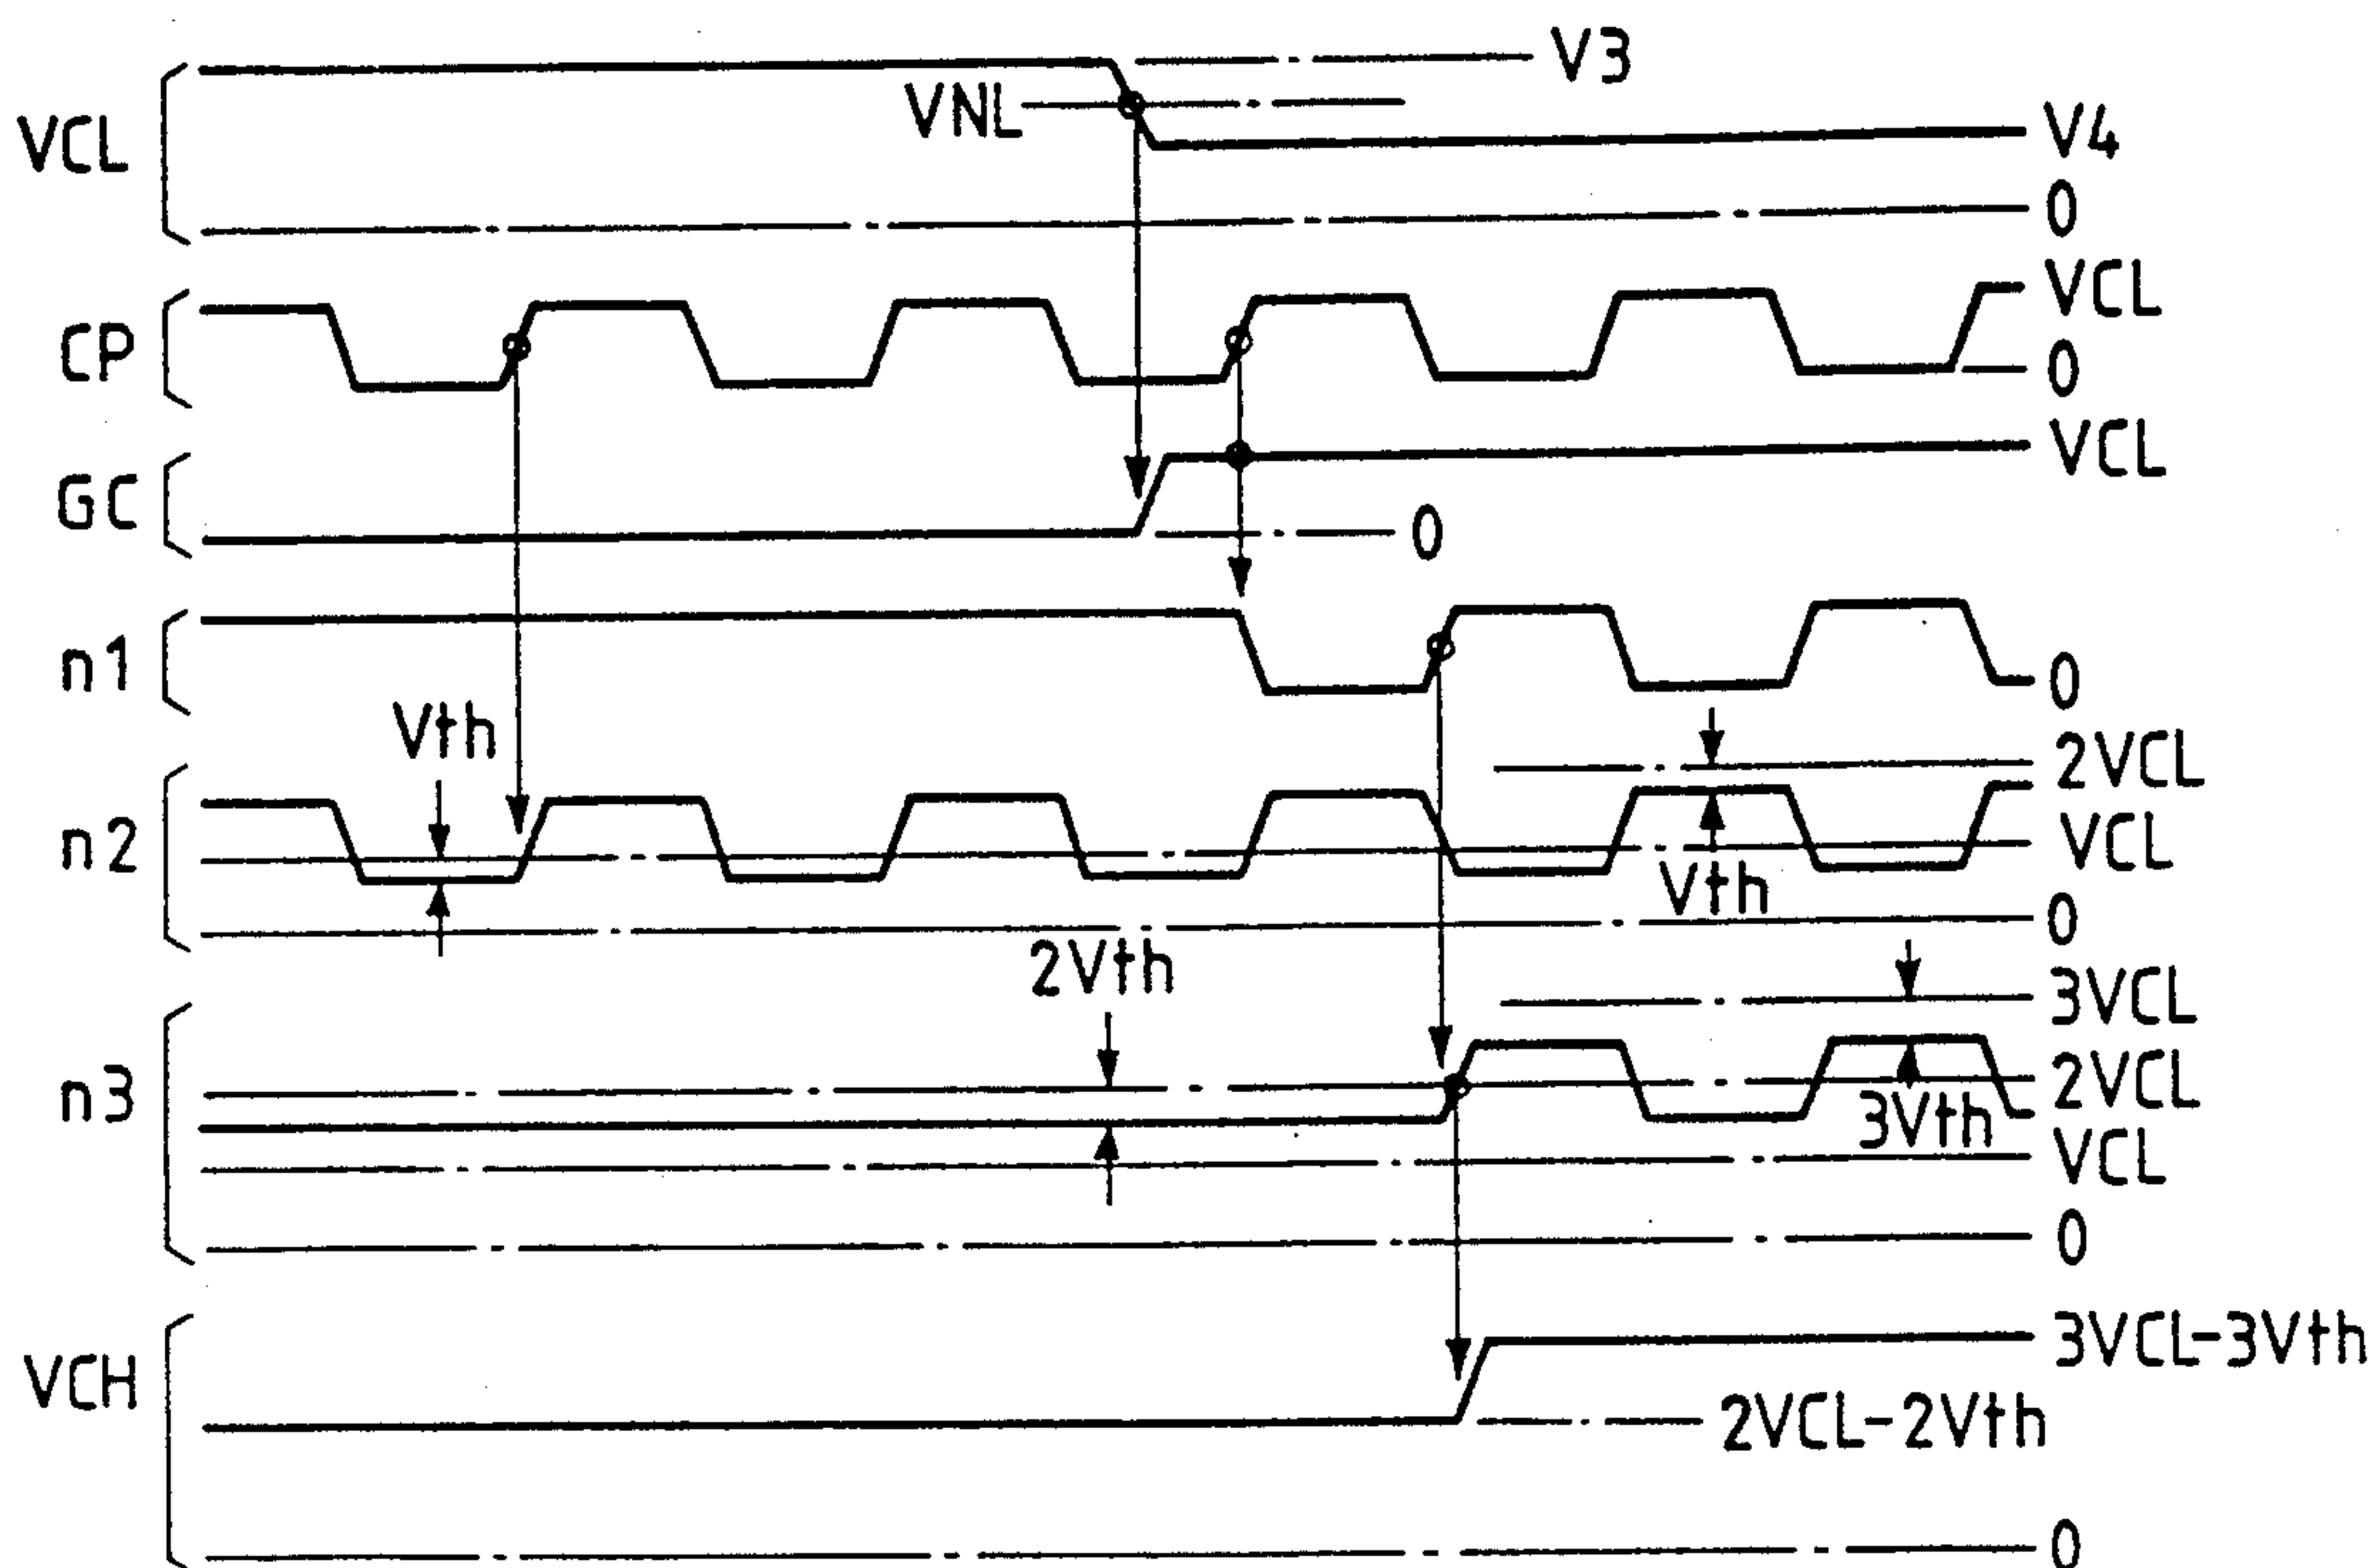 V3
VNL
VCL
V4
0
VCL
CP
0
VCL
GC
0
n1
0
Vth
2VCL
n2
VCL
Vth
0
2Vth
3VCL
n3
2VCL
3Vth
VCL
0
3VCL-3Vth
VCH
2VCL-2Vth
0